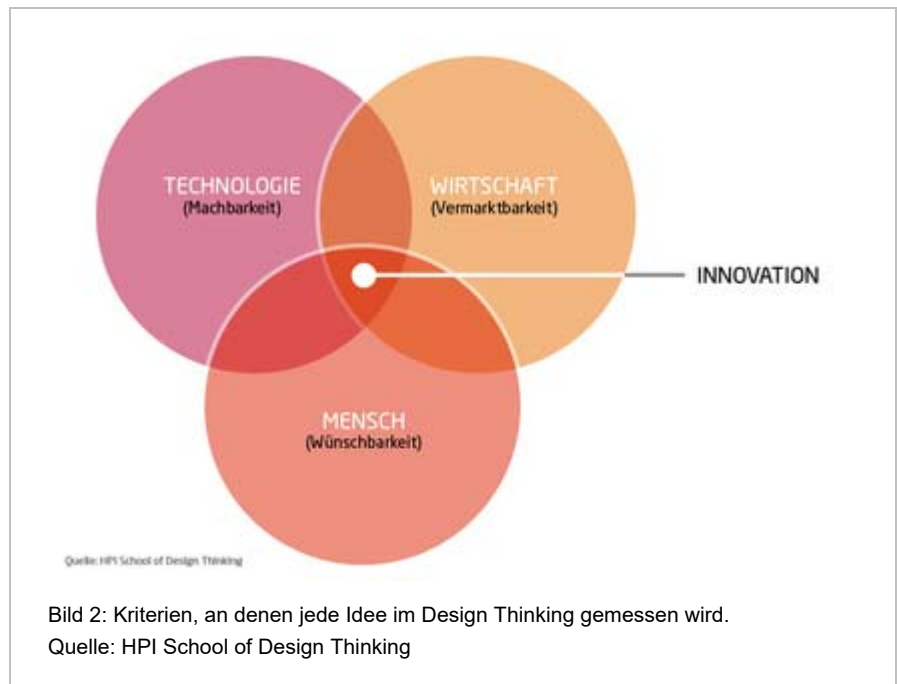 TECHNOLOGIE
(Machbarkeit)
WIRTSCHAFT
(Vermarktbarkeit)
INNOVATION
MENSCH
(Wünschbarkeit)
Quelle: HPI School of Design Thinking
Bild 2: Kriterien, an denen jede Idee im Design Thinking gemessen wird.
Quelle: HPI School of Design Thinking